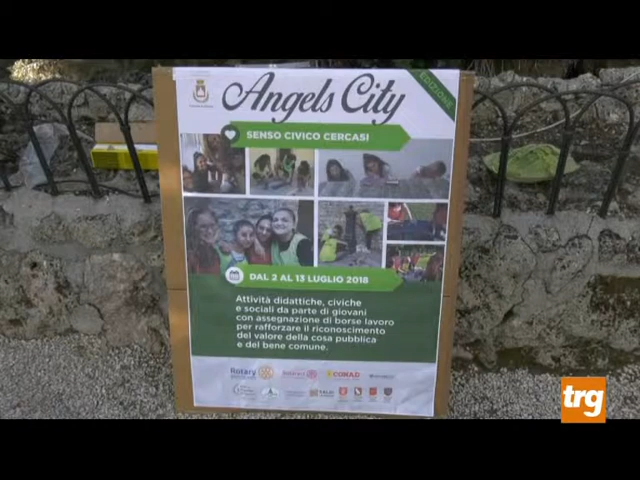 Angels City
EDIZIONE
SENSO CIVICO CERCASI
DAL 2 AL 13 LUGLIO 2018
Attività didattiche, civiche
e sociali da parte di giovani
con assegnazione di borse lavoro
per rafforzare il riconoscimento
del valore della cosa pubblica
e del bene comune.
Rotary
trg